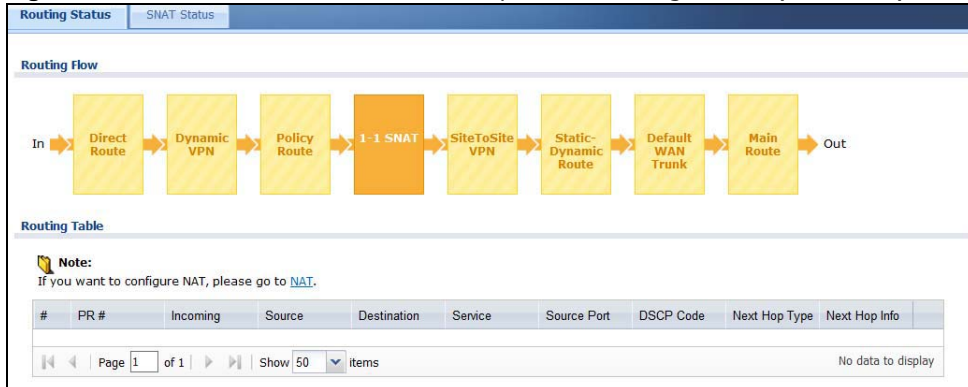 Routing Status SNAT Status
Routing Flow
In Direct Route Dynamic VPN Policy Route 1-1 SNAT SiteToSite VPN Static-Dynamic Route Default WAN Trunk Main Route Out
Routing Table
Note:
If you want to configure NAT, please go to NAT.
# PR # Incoming Source Destination Service Source Port DSCP Code Next Hop Type Next Hop Info
Page 1 of 1 Show 50 items No data to display